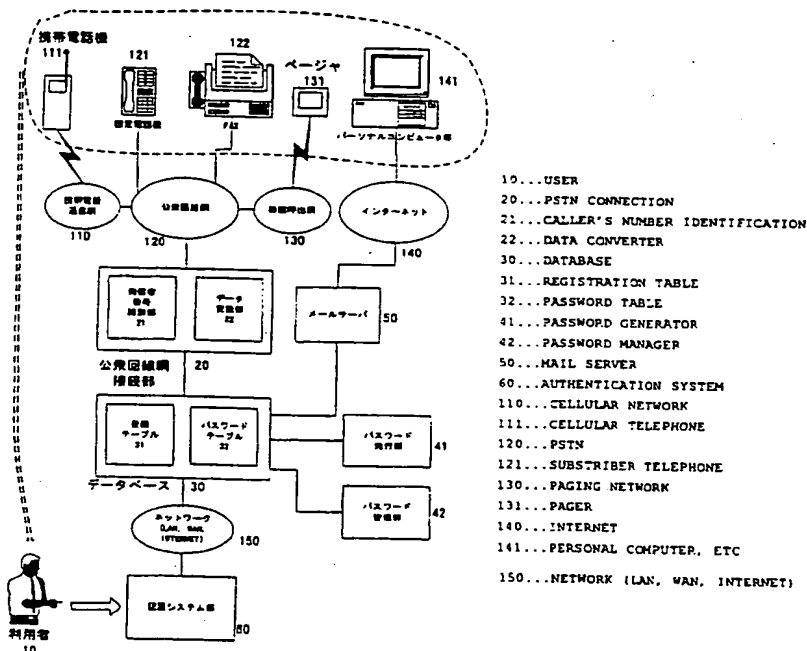 携帯電話機
111
121
122
ページャ
131
141
固定電話機
FAX
パーソナルコンピュータ等
携帯電話
通信網
110
公衆回線網
120
無線呼出網
130
インターネット
140
発信者
番号
識別部
21
データ
変換部
22
メールサーバ
50
公衆回線網
接続部
20
登録
テーブル
31
パスワード
テーブル
32
パスワード
発行部
41
データベース
30
パスワード
管理部
42
ネットワーク
(LAN, WAN,
INTERNET)
150
認証システム部
60
利用者
10
10...USER
20...PSTN CONNECTION
21...CALLER'S NUMBER IDENTIFICATION
22...DATA CONVERTER
30...DATABASE
31...REGISTRATION TABLE
32...PASSWORD TABLE
41...PASSWORD GENERATOR
42...PASSWORD MANAGER
50...MAIL SERVER
60...AUTHENTICATION SYSTEM
110...CELLULAR NETWORK
111...CELLULAR TELEPHONE
120...PSTN
121...SUBSTRIBER TELEPHONE
130...PAGING NETWORK
131...PAGER
140...INTERNET
141...PERSONAL COMPUTER, ETC
150...NETWORK (LAN, WAN, INTERNET)